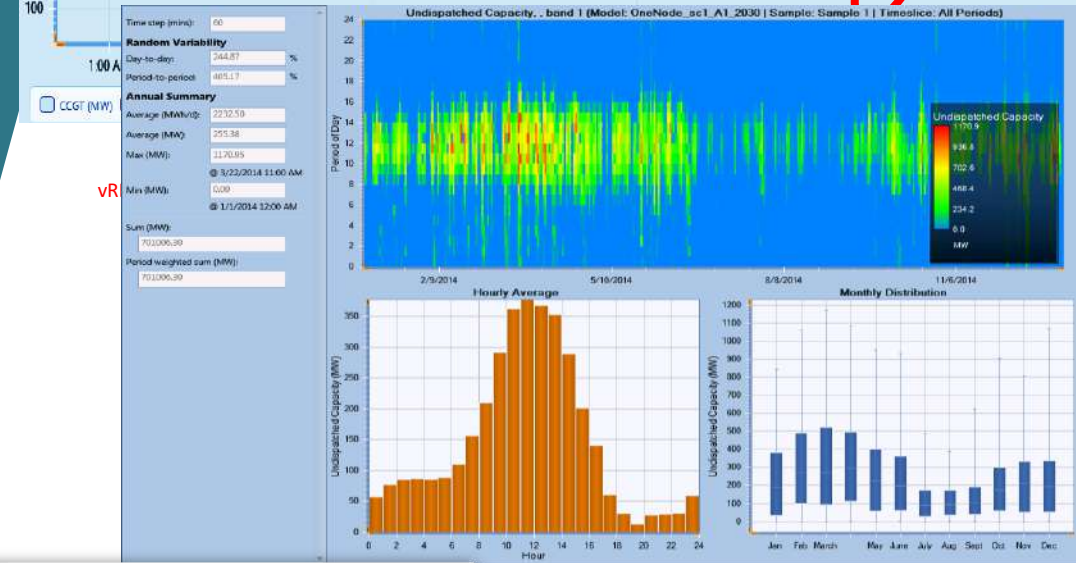 100
1:00 A
CCGT (MW)
vRI
Time step (mins): 60
Random Variability
Day-to-day: 244.87 %
Period-to-period: 465.17 %
Annual Summary
Average (MWh/d): 2232.50
Average (MW): 255.38
Max (MW): 1170.95
@ 3/22/2014 11:00 AM
Min (MW): 0.00
@ 1/1/2014 12:00 AM
Sum (MW):
701006.30
Period weighted sum (MW):
701006.30
Undispatched Capacity, , band 1 (Model: OneNode_sc1_A1_2030 | Sample: Sample 1 | Timeslice: All Periods)
Period of Day
24
22
20
18
16
14
12
10
8
6
4
2
0
2/9/2014 5/10/2014 8/8/2014 11/6/2014
Undispatched Capacity
1170.9
936.8
702.6
468.4
234.2
0.0
MW
Hourly Average
Undispatched Capacity (MW)
350
300
250
200
150
100
50
0
0 2 4 6 8 10 12 14 16 18 20 22 24
Hour
Monthly Distribution
Undispatched Capacity (MW)
1200
1100
1000
900
800
700
600
500
400
300
200
100
0
Jan Feb March May June July Aug Sept Oct Nov Dec